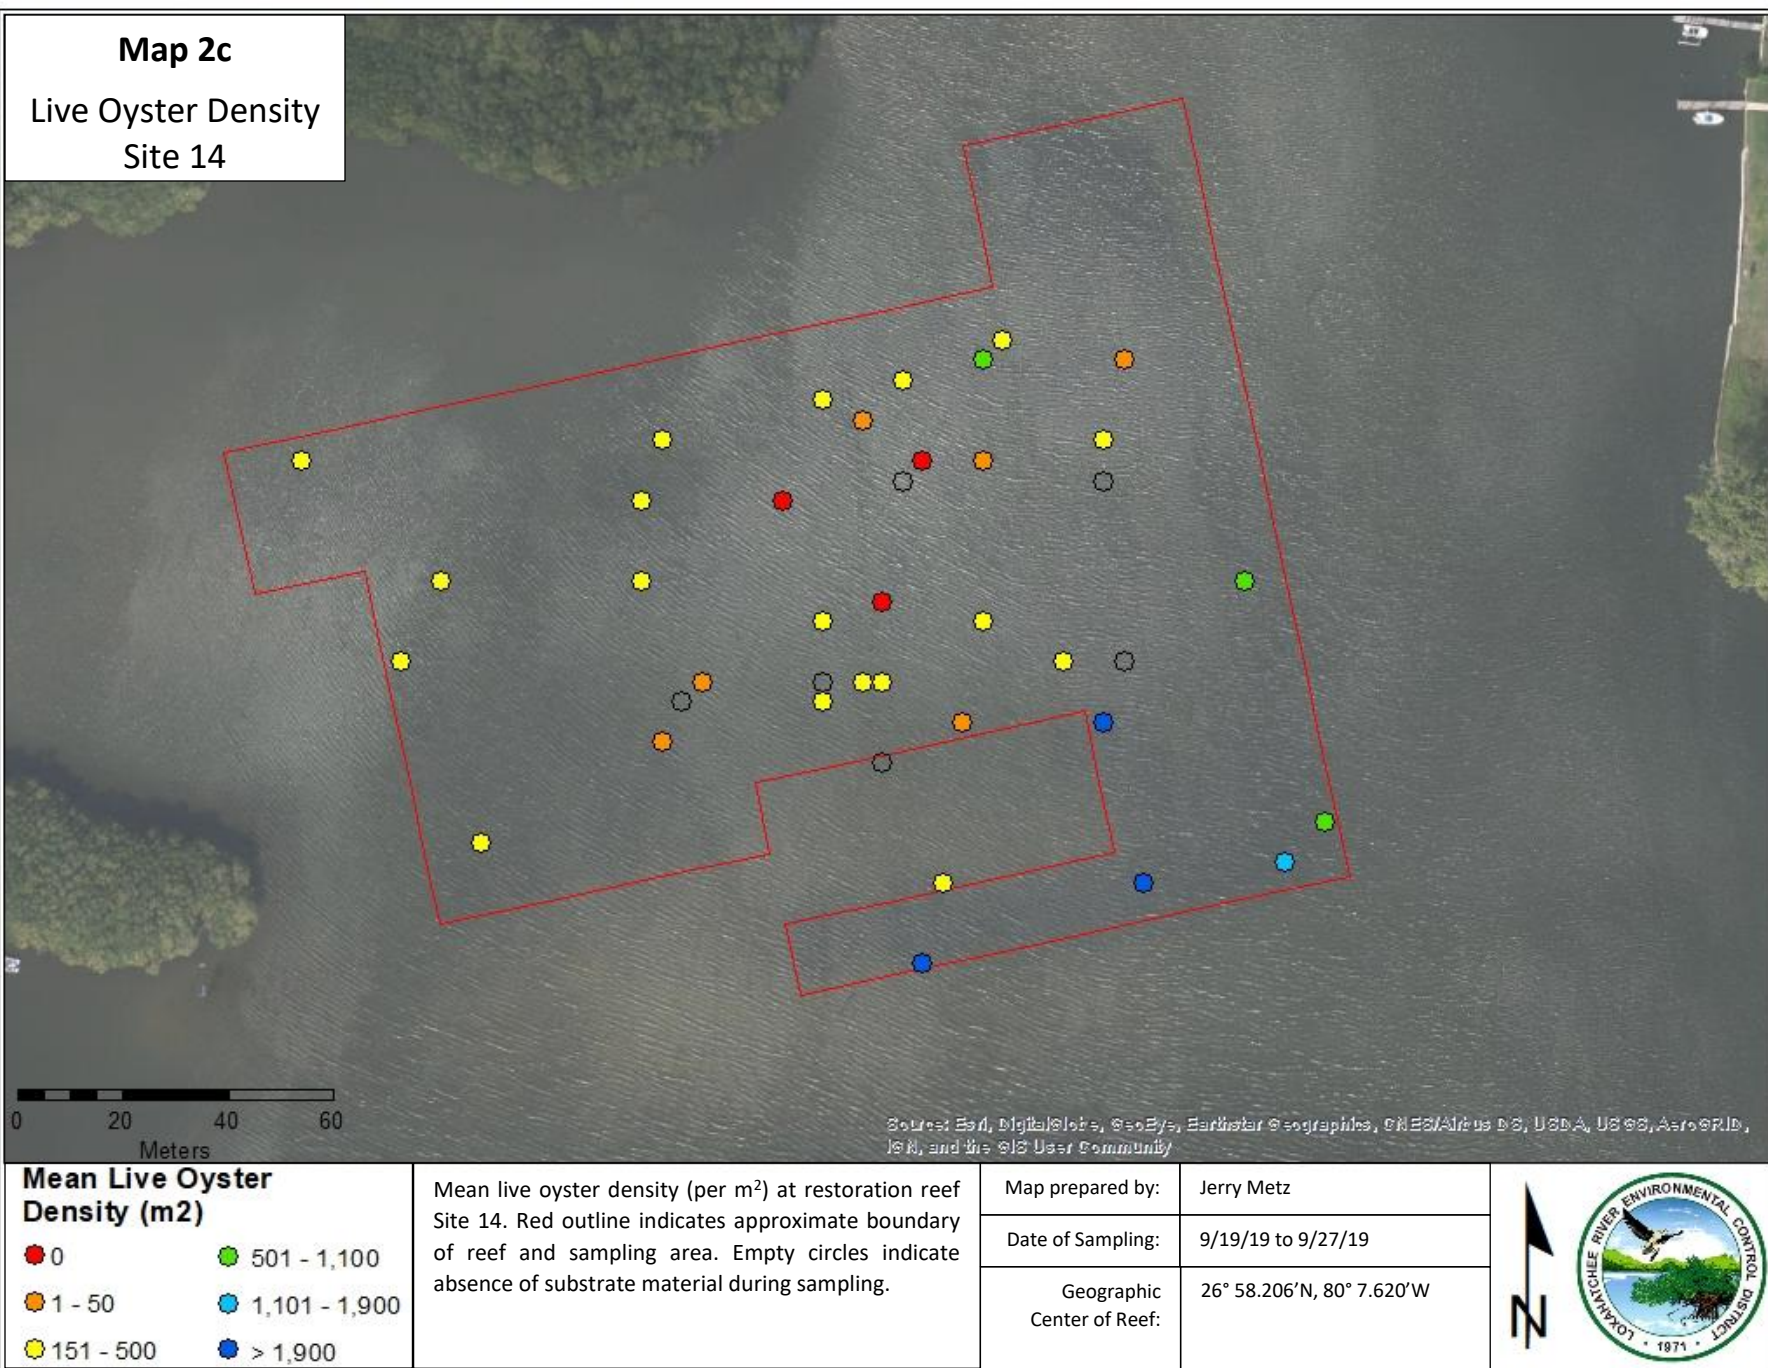 Map 2c
Live Oyster Density
Site 14
0 20 40 60
Meters
Source: Esri, DigitalGlobe, GeoEye, Earthstar Geographics, CNES/Airbus DS, USDA, USGS, AeroGRID,
IGN, and the GIS User Community
Mean Live Oyster
Density (m2)
0
1 - 50
151 - 500
501 - 1,100
1,101 - 1,900
> 1,900
Mean live oyster density (per m²) at restoration reef
Site 14. Red outline indicates approximate boundary
of reef and sampling area. Empty circles indicate
absence of substrate material during sampling.
Map prepared by: Jerry Metz
Date of Sampling: 9/19/19 to 9/27/19
Geographic
Center of Reef:
26° 58.206’N, 80° 7.620’W
N
LOXAHATCHEE RIVER ENVIRONMENTAL CONTROL DISTRICT
· 1971 ·